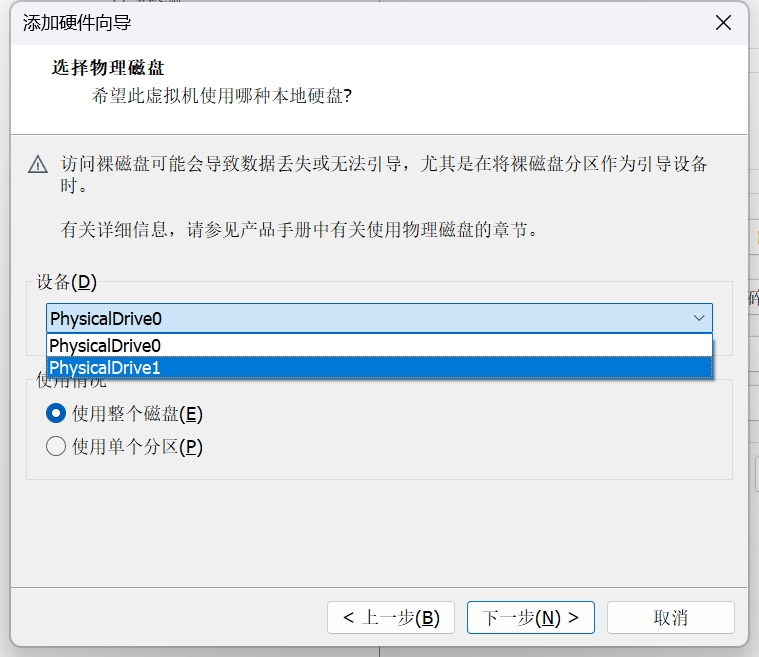 添加硬件向导
选择物理磁盘
希望此虚拟机使用哪种本地硬盘?
访问裸磁盘可能会导致数据丢失或无法引导，尤其是在将裸磁盘分区作为引导设备
时。
有关详细信息，请参见产品手册中有关使用物理磁盘的章节。
设备(D)
PhysicalDrive0
PhysicalDrive0
PhysicalDrive1
使用情况
使用整个磁盘(E)
使用单个分区(P)
< 上一步(B)
下一步(N) >
取消